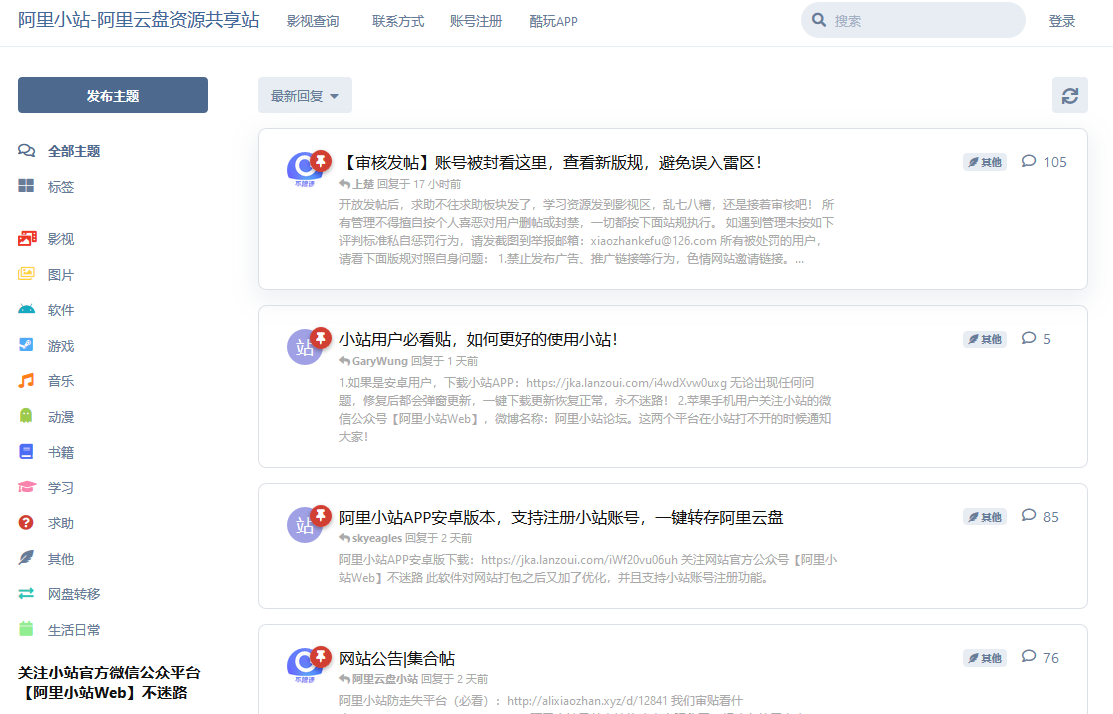 阿里小站-阿里云盘资源共享站
影视查询
联系方式
账号注册
酷玩APP
搜索
登录
发布主题
全部主题
标签
影视
图片
软件
游戏
音乐
动漫
书籍
学习
求助
其他
网盘转移
生活日常
关注小站官方微信公众平台
【阿里小站Web】不迷路
最新回复
【审核发帖】账号被封看这里，查看新版规，避免误入雷区！
其他
105
上楚 回复于 17 小时前
开放发帖后，求助不往求助板块发了，学习资源发到影视区，乱七八糟，还是接着审核吧！ 所
有管理不得擅自按个人喜恶对用户删帖或封禁，一切都按下面站规执行。 如遇到管理未按如下
评判标准私自惩罚行为，请发截图到举报邮箱：xiaozhankefu@126.com 所有被处罚的用户，
请看下面版规对照自身问题： 1.禁止发布广告、推广链接等行为，色情网站邀请链接。...
站
小站用户必看贴，如何更好的使用小站！
其他
5
GaryWung 回复于 1 天前
1.如果是安卓用户，下载小站APP：https://jka.lanzoui.com/i4wdXvw0uxg 无论出现任何问
题，修复后都会弹窗更新，一键下载更新恢复正常，永不迷路！ 2.苹果手机用户关注小站的微
信公众号【阿里小站Web】，微博名称：阿里小站论坛。这两个平台在小站打不开的时候通知
大家！
站
阿里小站APP安卓版本，支持注册小站账号，一键转存阿里云盘
其他
85
skyeagles 回复于 2 天前
阿里小站APP安卓版下载：https://jka.lanzoui.com/iWf20vu06uh 关注网站官方公众号【阿里小
站Web】不迷路 此软件对网站打包之后又加了优化，并且支持小站账号注册功能。
网站公告|集合帖
其他
76
阿里云盘小站 回复于 2 天前
阿里小站防走失平台（必看）：http://alixiaozhan.xyz/d/12841 我们审贴看什